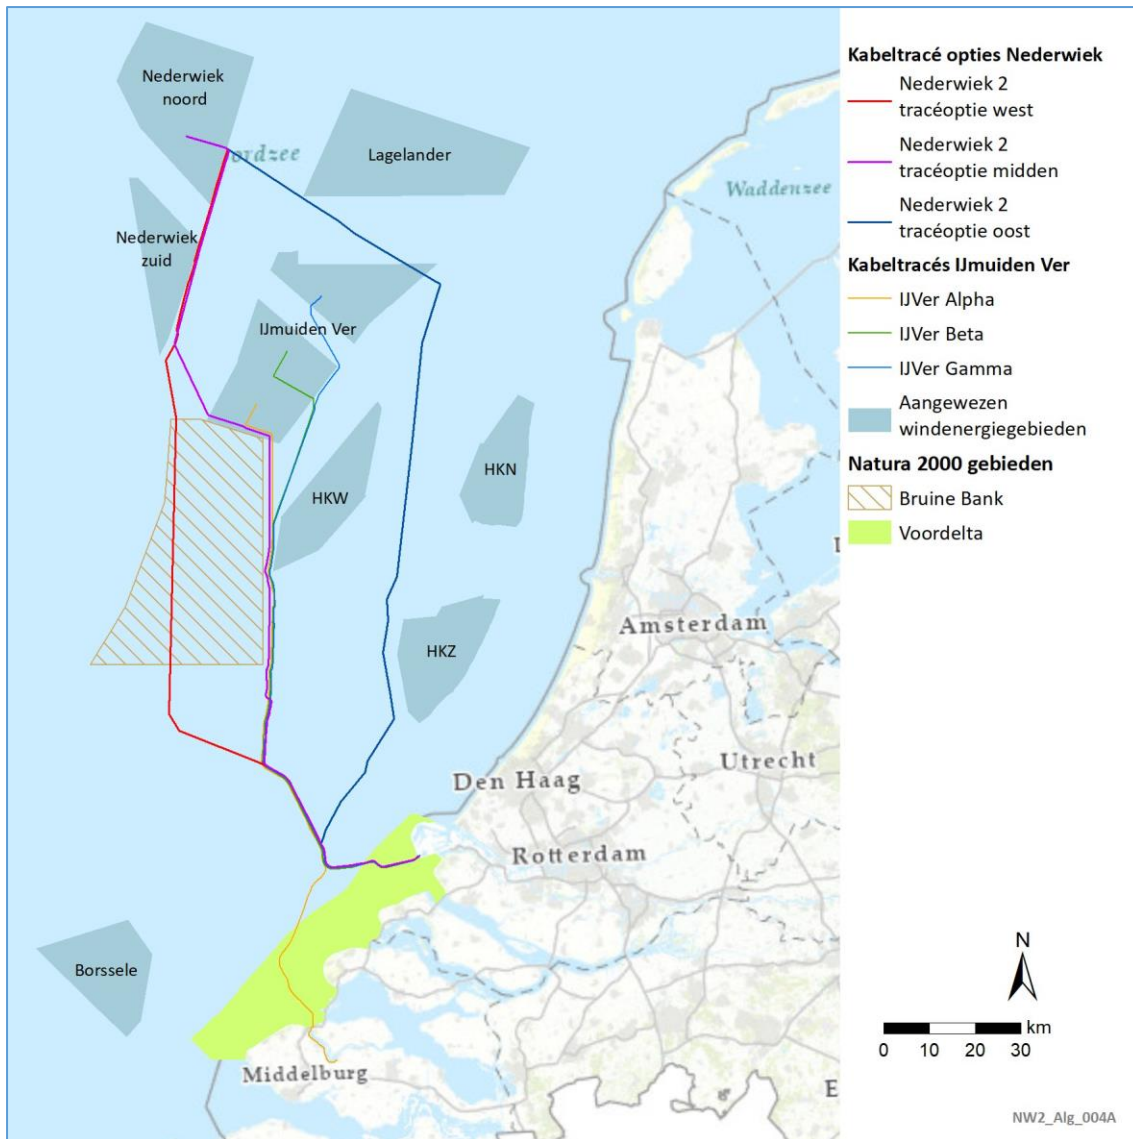 Nederwiek
noord
ordzee
Lagelander
Waddenzee
Nederwiek
zuid
IJmuiden Ver
HKN
HKW
HKZ
Amsterdam
Utrecht
Den Haag
Rotterdam
Borssele
Middelburg
Kabeltracé opties Nederwiek
Nederwiek 2
tracéoptie west
Nederwiek 2
tracéoptie midden
Nederwiek 2
tracéoptie oost
Kabeltracés IJmuiden Ver
IJVer Alpha
IJVer Beta
IJVer Gamma
Aangewezen
windenergiegebieden
Natura 2000 gebieden
Bruine Bank
Voordelta
N
km
0 10 20 30
E
NW2_Alg_004A